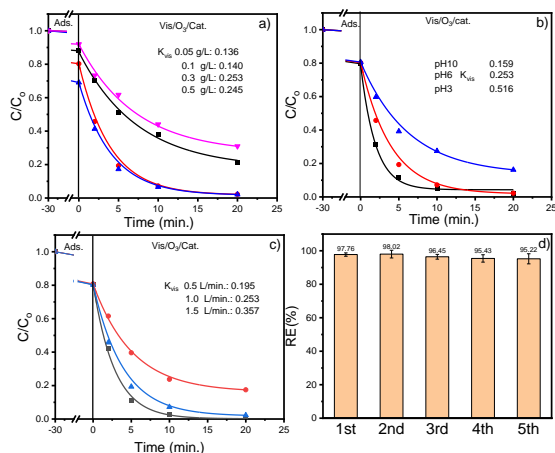 Ads.
Vis/O₃/Cat.
a)
K_vis 0.05 g/L: 0.136
0.1 g/L: 0.140
0.3 g/L: 0.253
0.5 g/L: 0.245
C/C₀
1.0
0.8
0.6
0.4
0.2
0.0
-30 0 5 10 15 20 25
Time (min.)
Ads.
Vis/O₃/Cat.
b)
pH10 0.159
pH6 K_vis 0.253
pH3 0.516
C/C₀
1.0
0.8
0.6
0.4
0.2
0.0
-30 0 5 10 15 20 25
Time (min.)
Ads.
Vis/O₃/Cat.
c)
K_vis 0.5 L/min.: 0.195
1.0 L/min.: 0.253
1.5 L/min.: 0.357
C/C₀
1.0
0.8
0.6
0.4
0.2
0.0
-30 0 5 10 15 20 25
Time (min.)
d)
97,76 98,02 96,45 95,43 95,22
RE(%)
100
80
60
40
20
0
1st 2nd 3rd 4th 5th